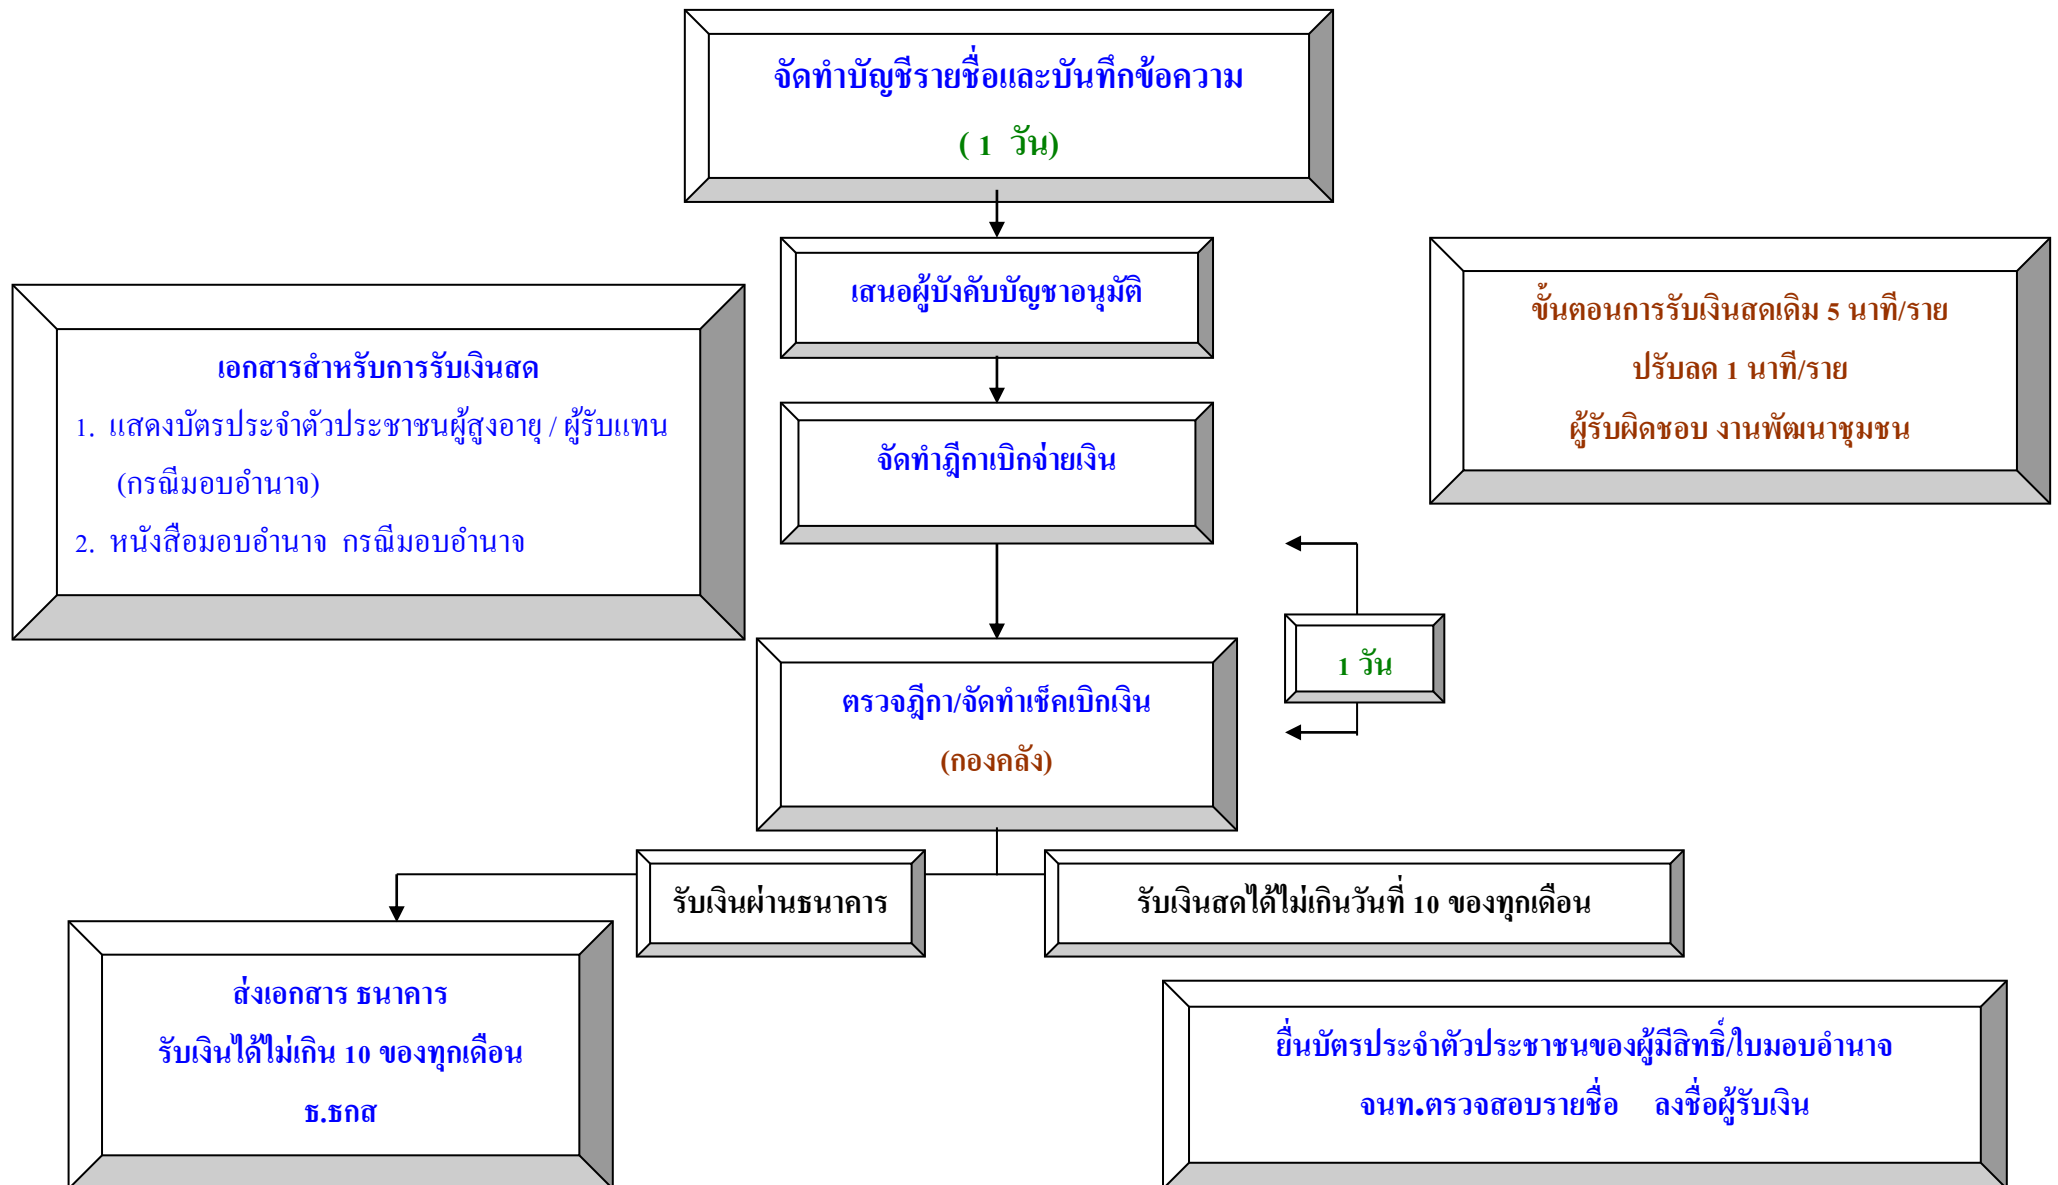 จัดทำบัญชีรายชื่อและบันทึกข้อความ
( 1 วัน)
เสนอผู้บังคับบัญชาอนุมัติ
ขั้นตอนการรับเงินสดเดิม 5 นาที/ราย
ปรับลด 1 นาที/ราย
ผู้รับผิดชอบ งานพัฒนาชุมชน
เอกสารสำหรับการรับเงินสด
1. แสดงบัตรประจำตัวประชาชนผู้สูงอายุ / ผู้รับแทน
(กรณีมอบอำนาจ)
2. หนังสือมอบอำนาจ กรณีมอบอำนาจ
จัดทำฎีกาเบิกจ่ายเงิน
1 วัน
ตรวจฎีกา/จัดทำเช็คเบิกเงิน
(กองคลัง)
รับเงินผ่านธนาคาร
รับเงินสดได้ไม่เกินวันที่ 10 ของทุกเดือน
ส่งเอกสาร ธนาคาร
รับเงินได้ไม่เกิน 10 ของทุกเดือน
ธ.ธกส
ยื่นบัตรประจำตัวประชาชนของผู้มีสิทธิ์/ใบมอบอำนาจ
จนท.ตรวจสอบรายชื่อ ลงชื่อผู้รับเงิน